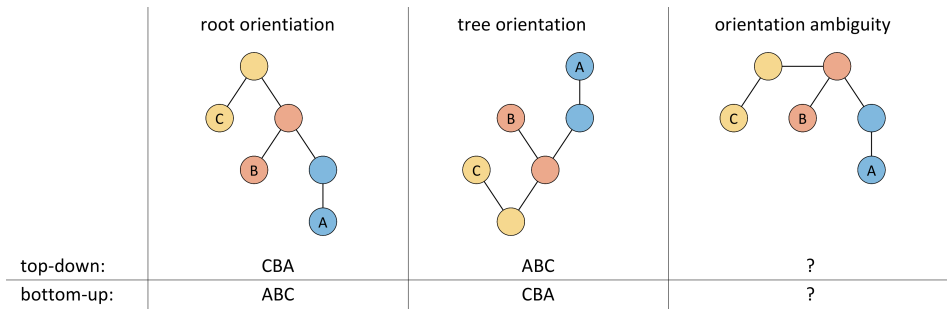 root orientiation
tree orientation
orientation ambiguity
A
C
B
C
B
B
C
A
A
top-down: CBA ABC ?
bottom-up: ABC CBA ?